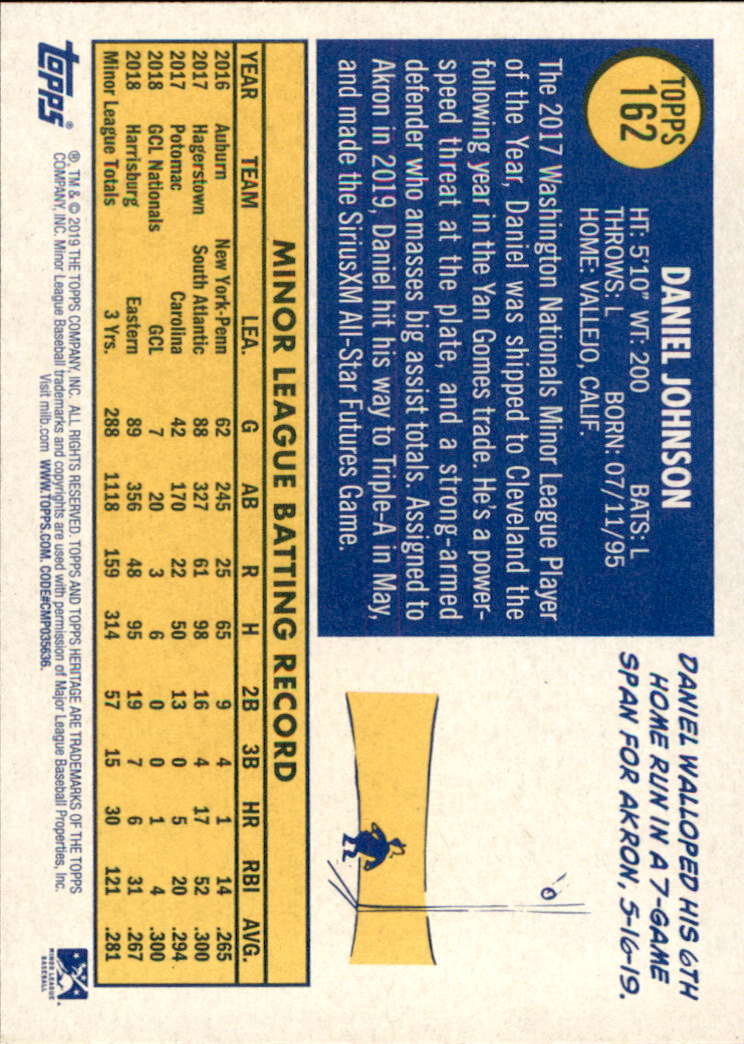 TOPPS
162
DANIEL JOHNSON
HT: 5'10" WT: 200 BATS: L
THROWS: L BORN: 07/11/95
HOME: VALLEJO, CALIF.
The 2017 Washington Nationals Minor League Player
of the Year, Daniel was shipped to Cleveland the
following year in the Yan Gomes trade. He's a power-
speed threat at the plate, and a strong-armed
defender who amasses big assist totals. Assigned to
Akron in 2019, Daniel hit his way to Triple-A in May,
and made the SiriusXM All-Star Futures Game.
DANIEL WALLOPED HIS 6TH
HOME RUN IN A 7-GAME
SPAN FOR AKRON, 5-16-19.
MINOR LEAGUE BATTING RECORD
YEAR TEAM LEA. G AB R H 2B 3B HR RBI AVG.
2016 Auburn New York-Penn 62 245 25 65 9 4 1 14 .265
2017 Hagerstown South Atlantic 88 327 61 98 16 4 17 52 .300
2017 Potomac Carolina 42 170 22 50 13 0 5 20 .294
2018 GCL Nationals GCL 7 20 3 6 0 0 1 4 .300
2018 Harrisburg Eastern 89 356 48 95 19 7 6 31 .267
Minor League Totals 3 Yrs. 288 1118 159 314 57 15 30 121 .281
topps®
® TM & © 2019 THE TOPPS COMPANY, INC. ALL RIGHTS RESERVED. TOPPS AND TOPPS HERITAGE ARE TRADEMARKS OF THE TOPPS
COMPANY, INC. Minor League Baseball trademarks and copyrights are used with permission of Major League Baseball Properties, Inc.
Visit milb.com WWW.TOPPS.COM. CODE#CMP035636.
MINOR LEAGUE
BASEBALL